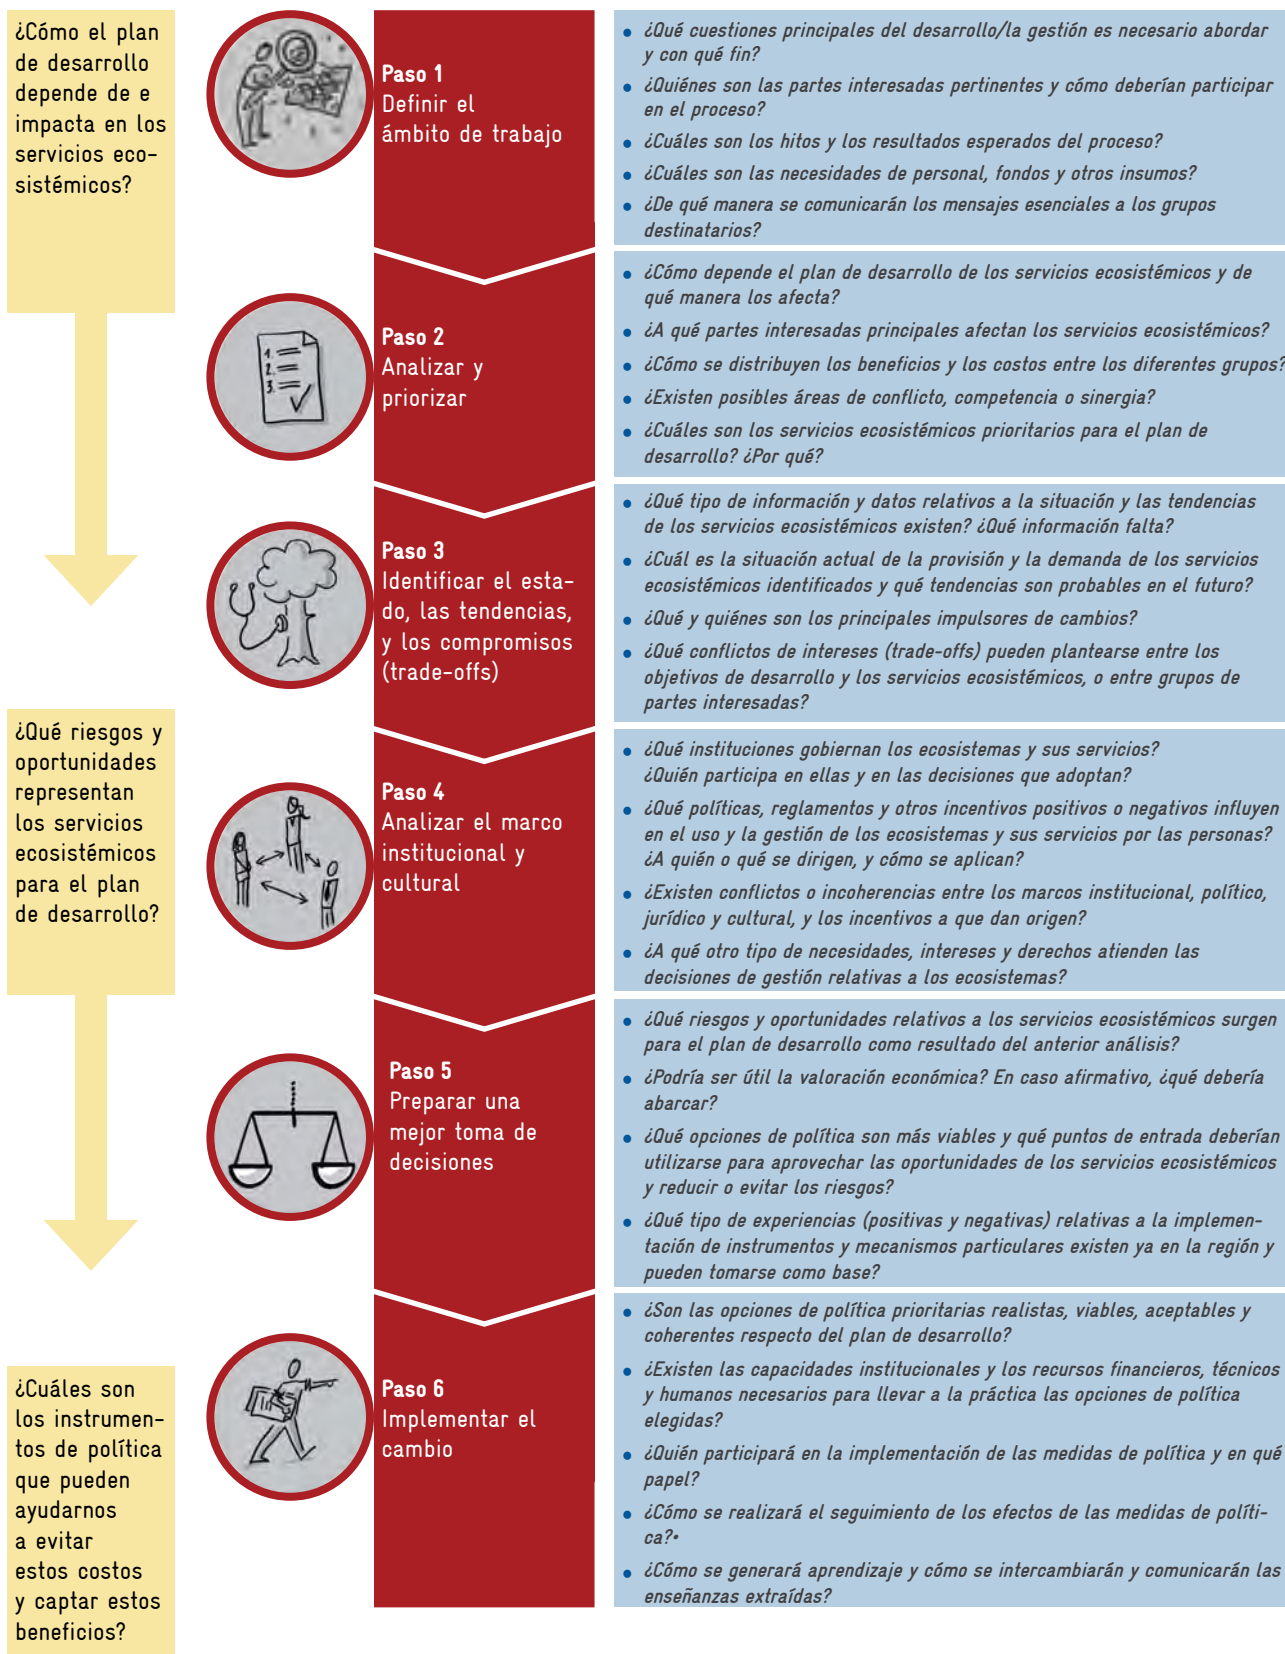 ¿Cómo el plan
de desarrollo
depende de e
impacta en los
servicios eco-
sistémicos?
Paso 1
Definir el
ámbito de trabajo
● ¿Qué cuestiones principales del desarrollo/la gestión es necesario abordar
y con qué fin?
● ¿Quiénes son las partes interesadas pertinentes y cómo deberían participar
en el proceso?
● ¿Cuáles son los hitos y los resultados esperados del proceso?
● ¿Cuáles son las necesidades de personal, fondos y otros insumos?
● ¿De qué manera se comunicarán los mensajes esenciales a los grupos
destinatarios?
1.
2.
3.
Paso 2
Analizar y
priorizar
● ¿Cómo depende el plan de desarrollo de los servicios ecosistémicos y de
qué manera los afecta?
● ¿A qué partes interesadas principales afectan los servicios ecosistémicos?
● ¿Cómo se distribuyen los beneficios y los costos entre los diferentes grupos?
● ¿Existen posibles áreas de conflicto, competencia o sinergia?
● ¿Cuáles son los servicios ecosistémicos prioritarios para el plan de
desarrollo? ¿Por qué?
Paso 3
Identificar el esta-
do, las tendencias,
y los compromisos
(trade-offs)
● ¿Qué tipo de información y datos relativos a la situación y las tendencias
de los servicios ecosistémicos existen? ¿Qué información falta?
● ¿Cuál es la situación actual de la provisión y la demanda de los servicios
ecosistémicos identificados y qué tendencias son probables en el futuro?
● ¿Qué y quiénes son los principales impulsores de cambios?
● ¿Qué conflictos de intereses (trade-offs) pueden plantearse entre los
objetivos de desarrollo y los servicios ecosistémicos, o entre grupos de
partes interesadas?
¿Qué riesgos y
oportunidades
representan
los servicios
ecosistémicos
para el plan
de desarrollo?
Paso 4
Analizar el marco
institucional y
cultural
● ¿Qué instituciones gobiernan los ecosistemas y sus servicios?
¿Quién participa en ellas y en las decisiones que adoptan?
● ¿Qué políticas, reglamentos y otros incentivos positivos o negativos influyen
en el uso y la gestión de los ecosistemas y sus servicios por las personas?
¿A quién o qué se dirigen, y cómo se aplican?
● ¿Existen conflictos o incoherencias entre los marcos institucional, político,
jurídico y cultural, y los incentivos a que dan origen?
● ¿A qué otro tipo de necesidades, intereses y derechos atienden las
decisiones de gestión relativas a los ecosistemas?
Paso 5
Preparar una
mejor toma de
decisiones
● ¿Qué riesgos y oportunidades relativos a los servicios ecosistémicos surgen
para el plan de desarrollo como resultado del anterior análisis?
● ¿Podría ser útil la valoración económica? En caso afirmativo, ¿qué debería
abarcar?
● ¿Qué opciones de política son más viables y qué puntos de entrada deberían
utilizarse para aprovechar las oportunidades de los servicios ecosistémicos
y reducir o evitar los riesgos?
● ¿Qué tipo de experiencias (positivas y negativas) relativas a la implemen-
tación de instrumentos y mecanismos particulares existen ya en la región y
pueden tomarse como base?
¿Cuáles son
los instrumen-
tos de política
que pueden
ayudarnos
a evitar
estos costos
y captar estos
beneficios?
Paso 6
Implementar el
cambio
● ¿Son las opciones de política prioritarias realistas, viables, aceptables y
coherentes respecto del plan de desarrollo?
● ¿Existen las capacidades institucionales y los recursos financieros, técnicos
y humanos necesarios para llevar a la práctica las opciones de política
elegidas?
● ¿Quién participará en la implementación de las medidas de política y en qué
papel?
● ¿Cómo se realizará el seguimiento de los efectos de las medidas de políti-
ca?•
● ¿Cómo se generará aprendizaje y cómo se intercambiarán y comunicarán las
enseñanzas extraídas?